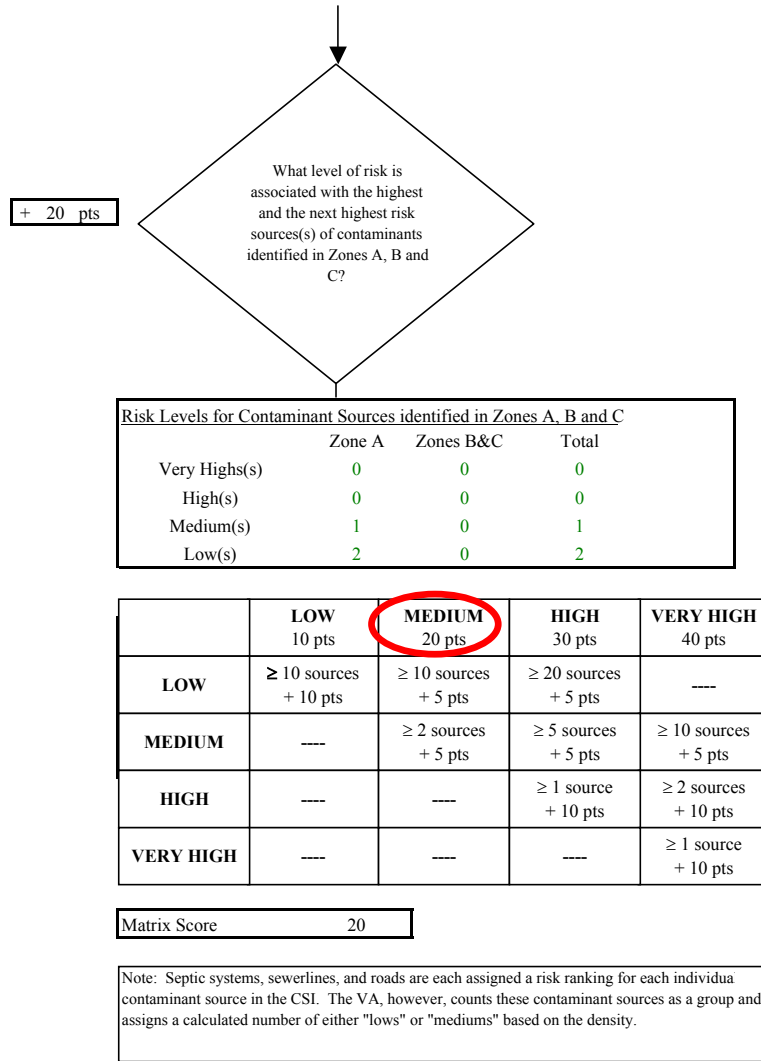 What level of risk is
associated with the highest
and the next highest risk
sources(s) of contaminants
identified in Zones A, B and
C?
+ 20 pts
Risk Levels for Contaminant Sources identified in Zones A, B and C
Zone A Zones B&C Total
Very Highs(s) 0 0 0
High(s) 0 0 0
Medium(s) 1 0 1
Low(s) 2 0 2
LOW MEDIUM HIGH VERY HIGH
10 pts 20 pts 30 pts 40 pts
LOW ≥ 10 sources ≥ 10 sources ≥ 20 sources ----
+ 10 pts + 5 pts + 5 pts
MEDIUM ---- ≥ 2 sources ≥ 5 sources ≥ 10 sources
+ 5 pts + 5 pts + 5 pts
HIGH ---- ---- ≥ 1 source ≥ 2 sources
+ 10 pts + 10 pts
VERY HIGH ---- ---- ---- ≥ 1 source
+ 10 pts
Matrix Score 20
Note: Septic systems, sewerlines, and roads are each assigned a risk ranking for each individua
contaminant source in the CSI. The VA, however, counts these contaminant sources as a group and
assigns a calculated number of either "lows" or "mediums" based on the density.